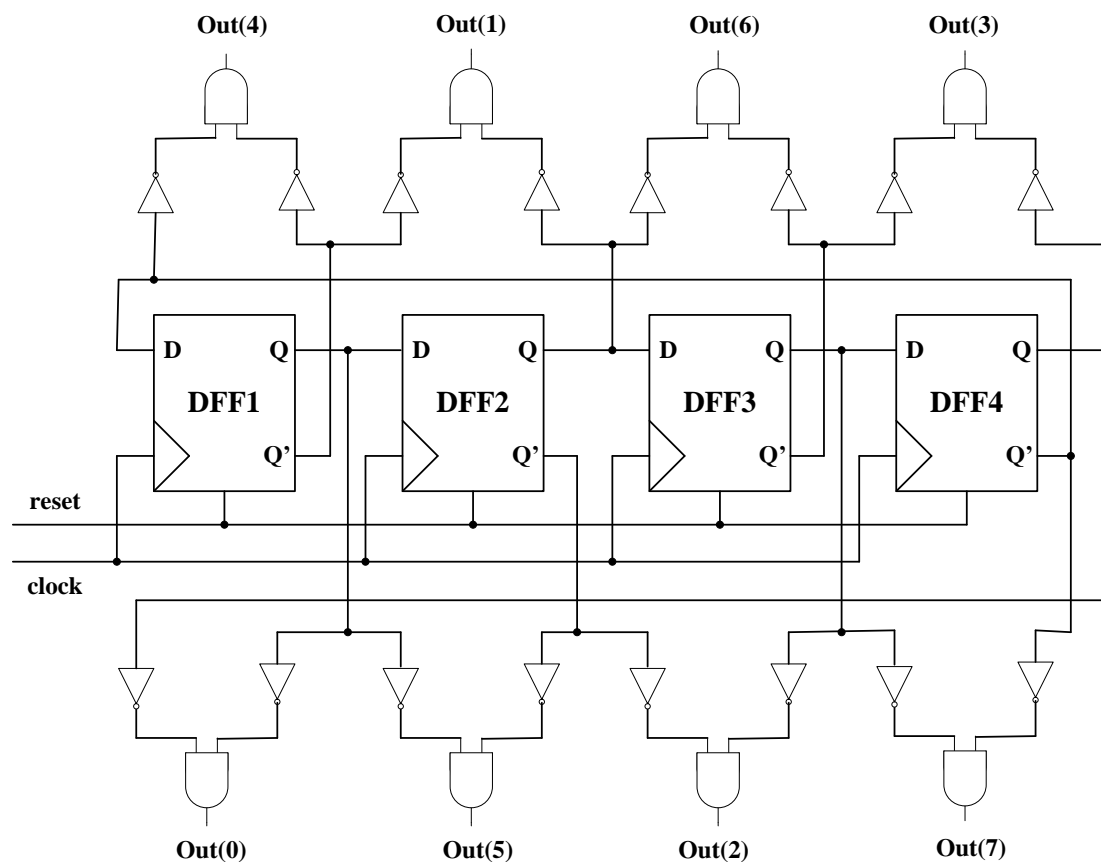 Out(4) Out(1) Out(6) Out(3)
D Q D Q D Q D Q
DFF1 DFF2 DFF3 DFF4
Q’ Q’ Q’ Q’
reset
clock
Out(0) Out(5) Out(2) Out(7)